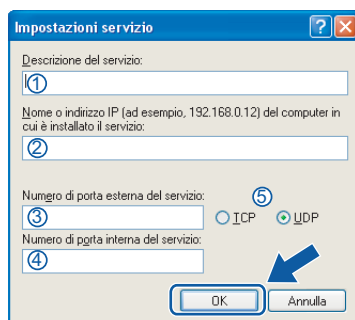 Impostazioni servizio
Descrizione del servizio:
①
Nome o indirizzo IP (ad esempio, 192.168.0.12) del computer in
cui è installato il servizio:
②
Numero di porta esterna del servizio:
⑤
③
TCP
UDP
Numero di porta interna del servizio:
④
OK
Annulla